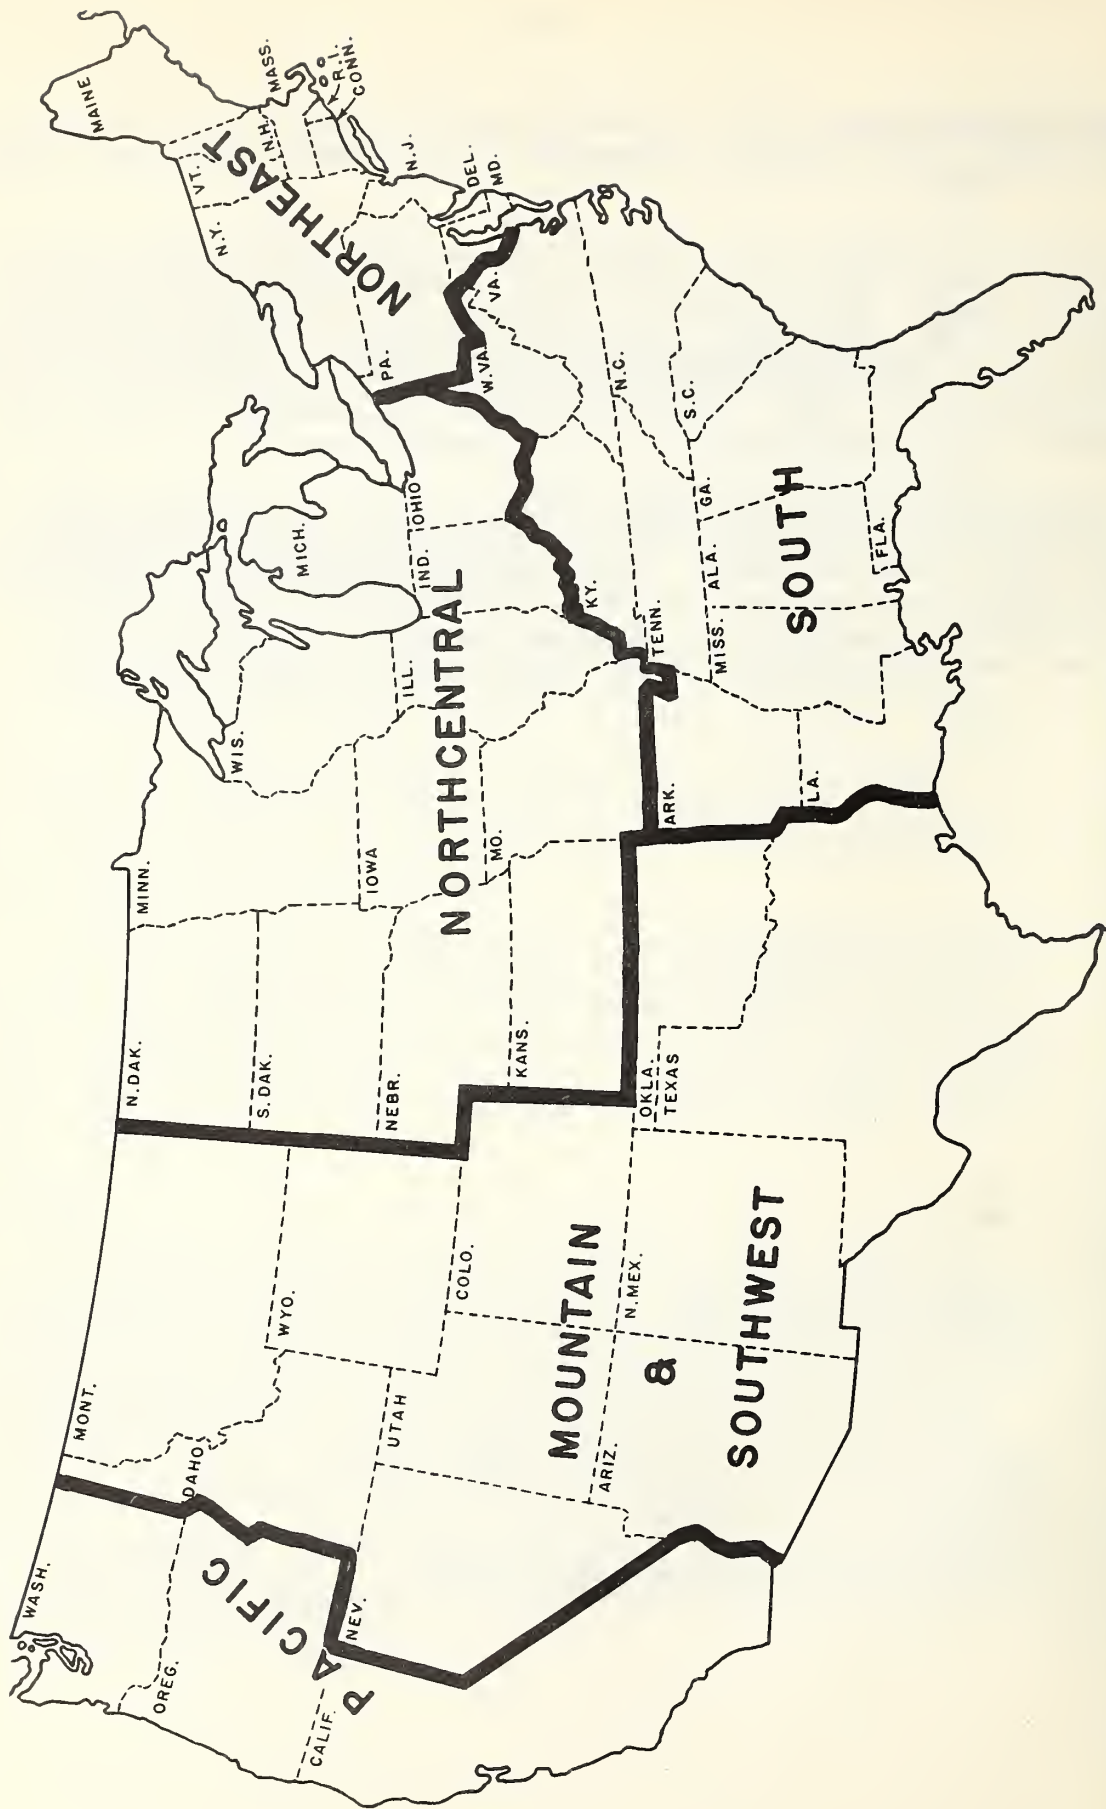 WASH.
OREG.
CALIF.
PACIFIC
NEV.
IDAHO
MONT.
WYO.
UTAH
COLO.
ARIZ.
N.MEX.
MOUNTAIN
&
SOUTHWEST
OKLA.
TEXAS
N.DAK.
S.DAK.
NEBR.
KANS.
MINN.
IOWA
MO.
WIS.
ILL.
MICH.
IND.
OHIO
NORTHCENTRAL
ARK.
LA.
KY.
TENN.
MISS.
ALA.
GA.
FLA.
SOUTH
W.VA.
VA.
N.C.
S.C.
PA.
N.Y.
VT.
N.H.
MAINE
MASS.
R.I.
CONN.
N.J.
DEL.
MD.
NORTHEAST